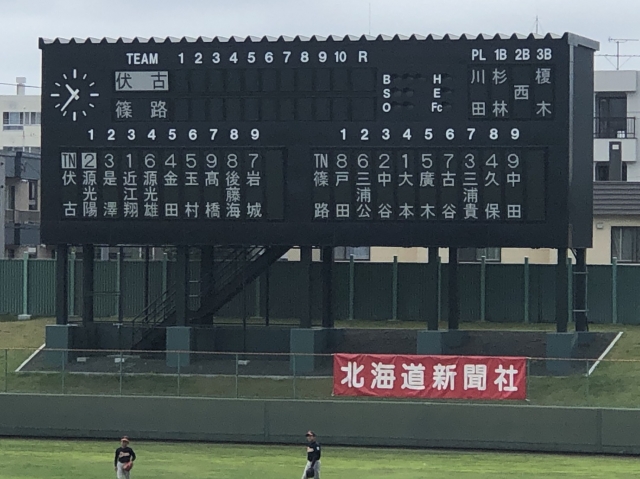 TEAM 1 2 3 4 5 6 7 8 9 10 R PL 1B 2B 3B
伏古 B H 川田 杉林 西 榎木
篠路 S E
O Fc
1 2 3 4 5 6 7 8 9 1 2 3 4 5 6 7 8 9
TN 2 3 1 6 4 5 9 8 7 TN 8 6 2 1 5 7 3 4 9
伏古 源光陽 是澤 近江翔 源光雄 金田 玉村 髙橋 後藤海 岩城 篠路 戸田 三浦公 中谷 大本 廣木 古谷 三浦貴 久保 中田
北海道新聞社